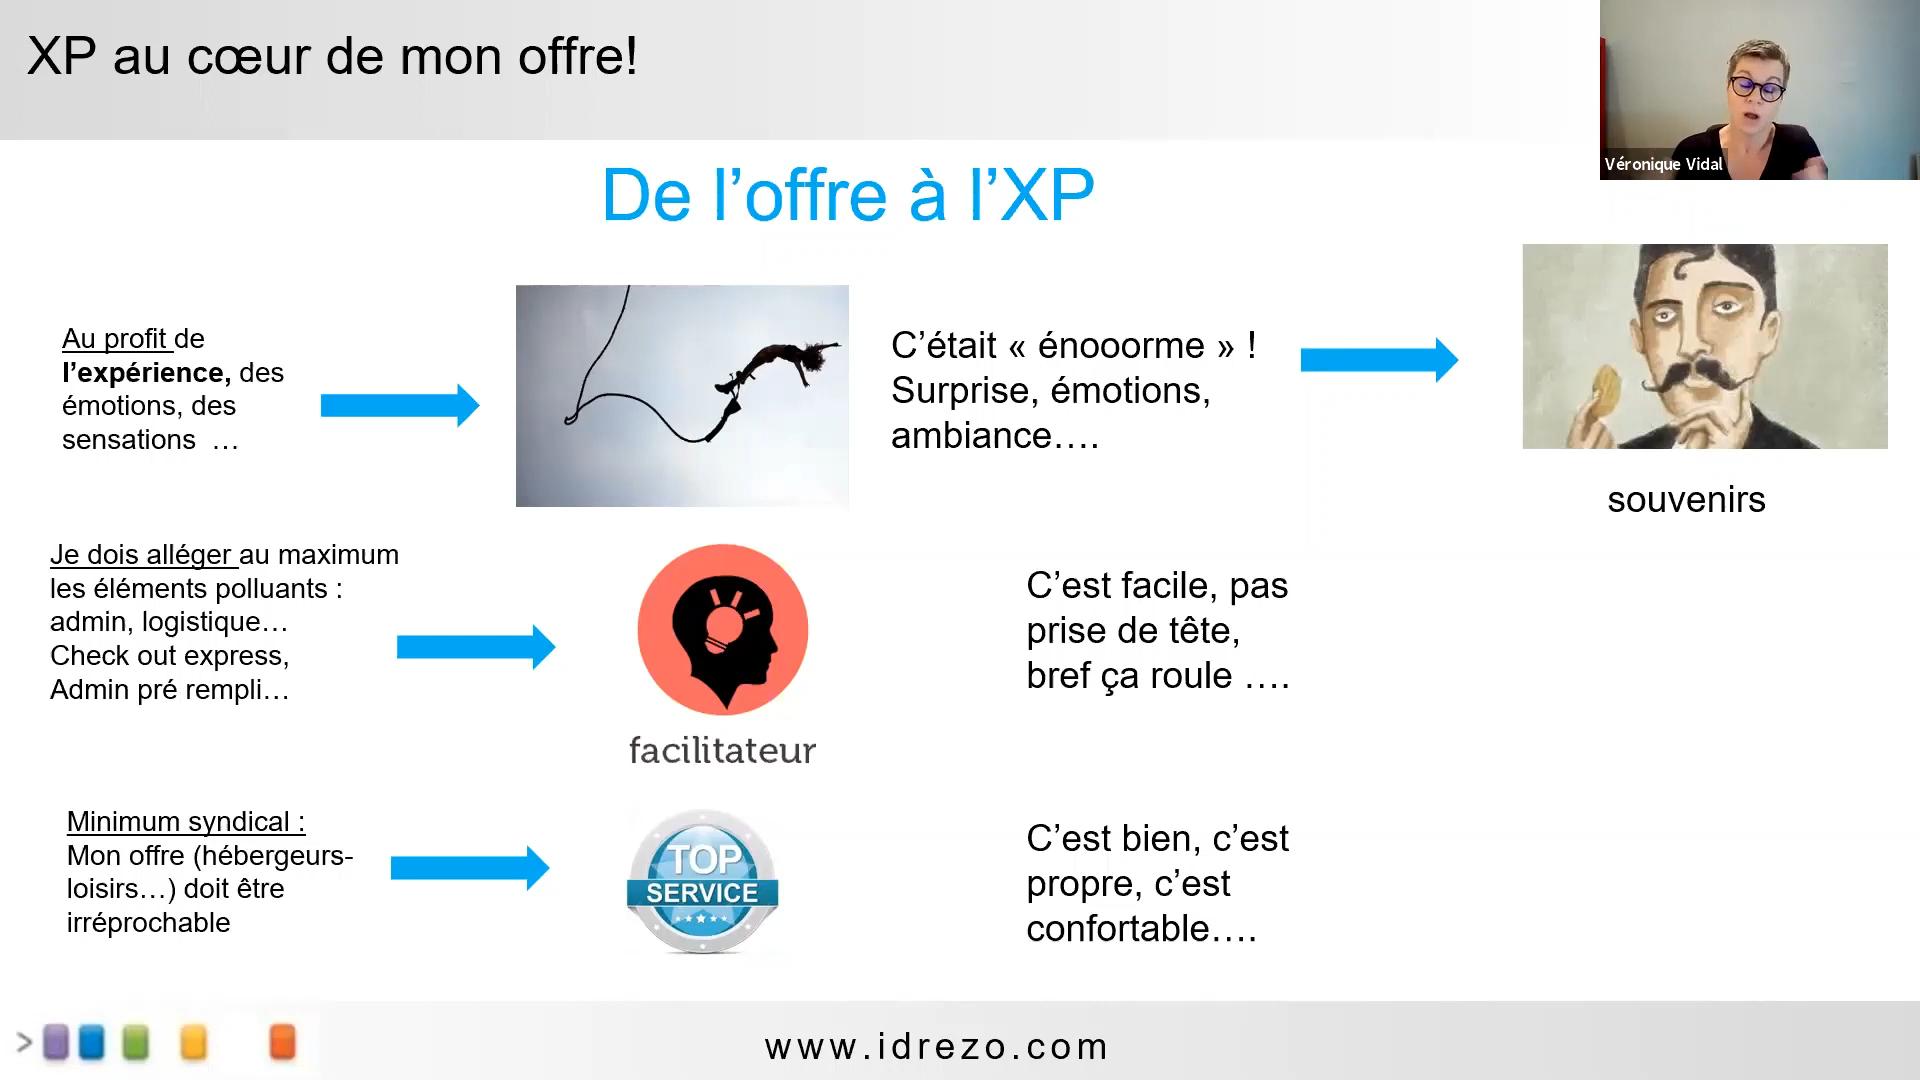 XP au cœur de mon offre!
Véronique Vidal
De l’offre à l’XP
Au profit de
l’expérience, des
émotions, des
sensations …
C’était « énooorme » !
Surprise, émotions,
ambiance….
souvenirs
Je dois alléger au maximum
les éléments polluants :
admin, logistique…
Check out express,
Admin pré rempli…
facilitateur
C’est facile, pas
prise de tête,
bref ça roule ….
Minimum syndical :
Mon offre (hébergeurs-
loisirs…) doit être
irréprochable
TOP
SERVICE
C’est bien, c’est
propre, c’est
confortable….
>
www.idrezo.com